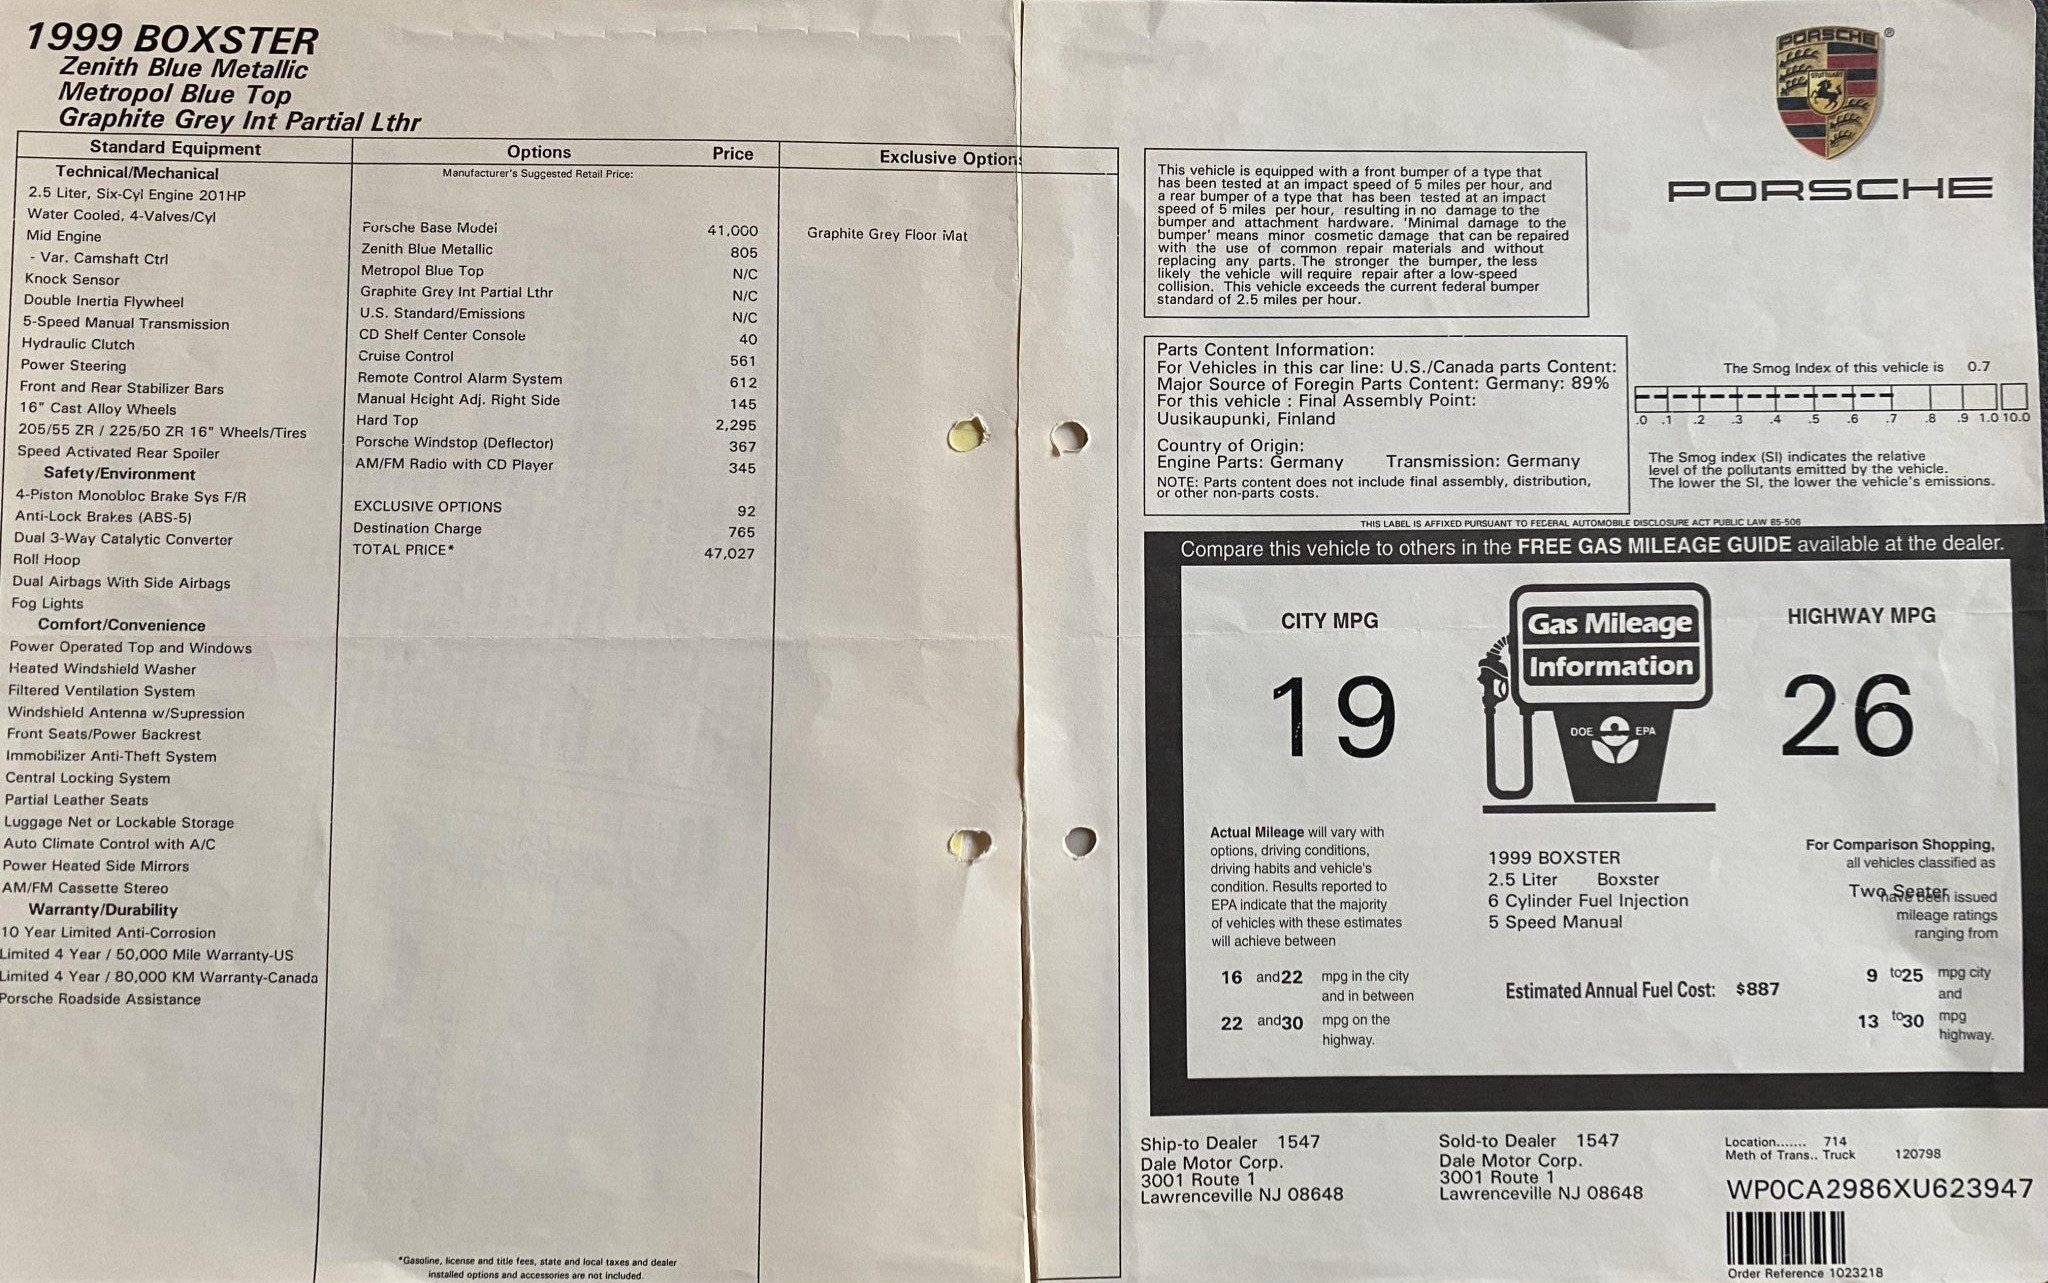 1999 BOXSTER
Zenith Blue Metallic
Metropol Blue Top
Graphite Grey Int Partial Lthr
Standard Equipment
Technical/Mechanical
2.5 Liter, Six-Cyl Engine 201HP
Water Cooled, 4-Valves/Cyl
Mid Engine
- Var. Camshaft Ctrl
Knock Sensor
Double Inertia Flywheel
5-Speed Manual Transmission
Hydraulic Clutch
Power Steering
Front and Rear Stabilizer Bars
16" Cast Alloy Wheels
205/55 ZR / 225/50 ZR 16" Wheels/Tires
Speed Activated Rear Spoiler
Safety/Environment
4-Piston Monobloc Brake Sys F/R
Anti-Lock Brakes (ABS-5)
Dual 3-Way Catalytic Converter
Roll Hoop
Dual Airbags With Side Airbags
Fog Lights
Comfort/Convenience
Power Operated Top and Windows
Heated Windshield Washer
Filtered Ventilation System
Windshield Antenna w/Supression
Front Seats/Power Backrest
Immobilizer Anti-Theft System
Central Locking System
Partial Leather Seats
Luggage Net or Lockable Storage
Auto Climate Control with A/C
Power Heated Side Mirrors
AM/FM Cassette Stereo
Warranty/Durability
10 Year Limited Anti-Corrosion
Limited 4 Year / 50,000 Mile Warranty-US
Limited 4 Year / 80,000 KM Warranty-Canada
Porsche Roadside Assistance
Options Price
Manufacturer's Suggested Retail Price:
Porsche Base Model 41,000
Zenith Blue Metallic 805
Metropol Blue Top N/C
Graphite Grey Int Partial Lthr N/C
U.S. Standard/Emissions N/C
CD Shelf Center Console 40
Cruise Control 561
Remote Control Alarm System 612
Manual Height Adj. Right Side 145
Hard Top 2,295
Porsche Windstop (Deflector) 367
AM/FM Radio with CD Player 345
EXCLUSIVE OPTIONS 92
Destination Charge 765
TOTAL PRICE* 47,027
*Gasoline, license and title fees, state and local taxes and dealer
installed options and accessories are not included.
Exclusive Options
Graphite Grey Floor Mat
This vehicle is equipped with a front bumper of a type that
has been tested at an impact speed of 5 miles per hour, and
a rear bumper of a type that has been tested at an impact
speed of 5 miles per hour, resulting in no damage to the
bumper and attachment hardware. 'Minimal damage to the
bumper' means minor cosmetic damage that can be repaired
with the use of common repair materials and without
replacing any parts. The stronger the bumper, the less
likely the vehicle will require repair after a low-speed
collision. This vehicle exceeds the current federal bumper
standard of 2.5 miles per hour.
PORSCHE
STUTTGART
®
PORSCHE
Parts Content Information:
For Vehicles in this car line: U.S./Canada parts Content:
Major Source of Foregin Parts Content: Germany: 89%
For this vehicle : Final Assembly Point:
Uusikaupunki, Finland
Country of Origin:
Engine Parts: Germany Transmission: Germany
NOTE: Parts content does not include final assembly, distribution,
or other non-parts costs.
The Smog Index of this vehicle is 0.7
.0 .1 .2 .3 .4 .5 .6 .7 .8 .9 1.0 10.0
The Smog index (SI) indicates the relative
level of the pollutants emitted by the vehicle.
The lower the SI, the lower the vehicle's emissions.
THIS LABEL IS AFFIXED PURSUANT TO FEDERAL AUTOMOBILE DISCLOSURE ACT PUBLIC LAW 85-506
Compare this vehicle to others in the FREE GAS MILEAGE GUIDE available at the dealer.
CITY MPG
19
Gas Mileage
Information
DOE EPA
HIGHWAY MPG
26
Actual Mileage will vary with
options, driving conditions,
driving habits and vehicle's
condition. Results reported to
EPA indicate that the majority
of vehicles with these estimates
will achieve between
16 and22 mpg in the city
and in between
22 and30 mpg on the
highway.
1999 BOXSTER
2.5 Liter Boxster
6 Cylinder Fuel Injection
5 Speed Manual
Estimated Annual Fuel Cost: $887
For Comparison Shopping,
all vehicles classified as
Two Seater
have been issued
mileage ratings
ranging from
9 to25 mpg city
and
13 to30 mpg
highway.
Ship-to Dealer 1547
Dale Motor Corp.
3001 Route 1
Lawrenceville NJ 08648
Sold-to Dealer 1547
Dale Motor Corp.
3001 Route 1
Lawrenceville NJ 08648
Location....... 714
Meth of Trans.. Truck 120798
WP0CA2986XU623947
Order Reference 1023218